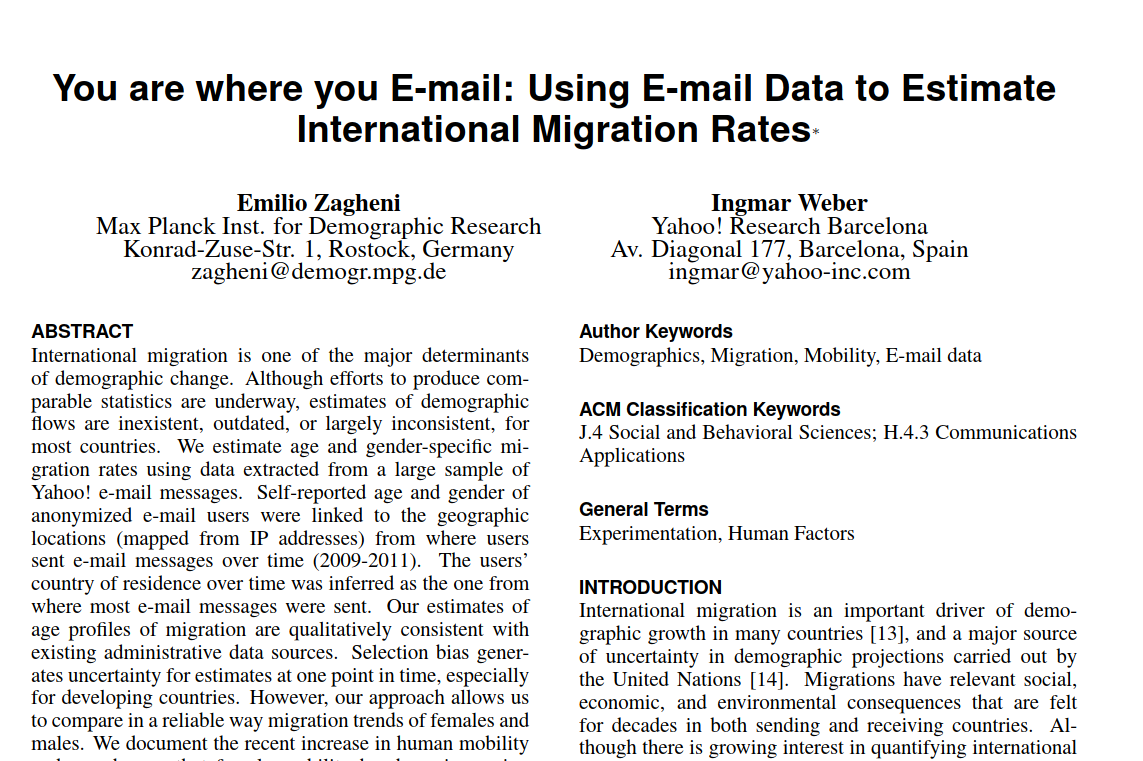 You are where you E-mail: Using E-mail Data to Estimate
International Migration Rates*
Emilio Zagheni
Max Planck Inst. for Demographic Research
Konrad-Zuse-Str. 1, Rostock, Germany
zagheni@demogr.mpg.de
Ingmar Weber
Yahoo! Research Barcelona
Av. Diagonal 177, Barcelona, Spain
ingmar@yahoo-inc.com
ABSTRACT
International migration is one of the major determinants
of demographic change. Although efforts to produce com-
parable statistics are underway, estimates of demographic
flows are inexistent, outdated, or largely inconsistent, for
most countries. We estimate age and gender-specific mi-
gration rates using data extracted from a large sample of
Yahoo! e-mail messages. Self-reported age and gender of
anonymized e-mail users were linked to the geographic
locations (mapped from IP addresses) from where users
sent e-mail messages over time (2009-2011). The users'
country of residence over time was inferred as the one from
where most e-mail messages were sent. Our estimates of
age profiles of migration are qualitatively consistent with
existing administrative data sources. Selection bias gener-
ates uncertainty for estimates at one point in time, especially
for developing countries. However, our approach allows us
to compare in a reliable way migration trends of females and
males. We document the recent increase in human mobility
Author Keywords
Demographics, Migration, Mobility, E-mail data
ACM Classification Keywords
J.4 Social and Behavioral Sciences; H.4.3 Communications
Applications
General Terms
Experimentation, Human Factors
INTRODUCTION
International migration is an important driver of demo-
graphic growth in many countries [13], and a major source
of uncertainty in demographic projections carried out by
the United Nations [14]. Migrations have relevant social,
economic, and environmental consequences that are felt
for decades in both sending and receiving countries. Al-
though there is growing interest in quantifying international